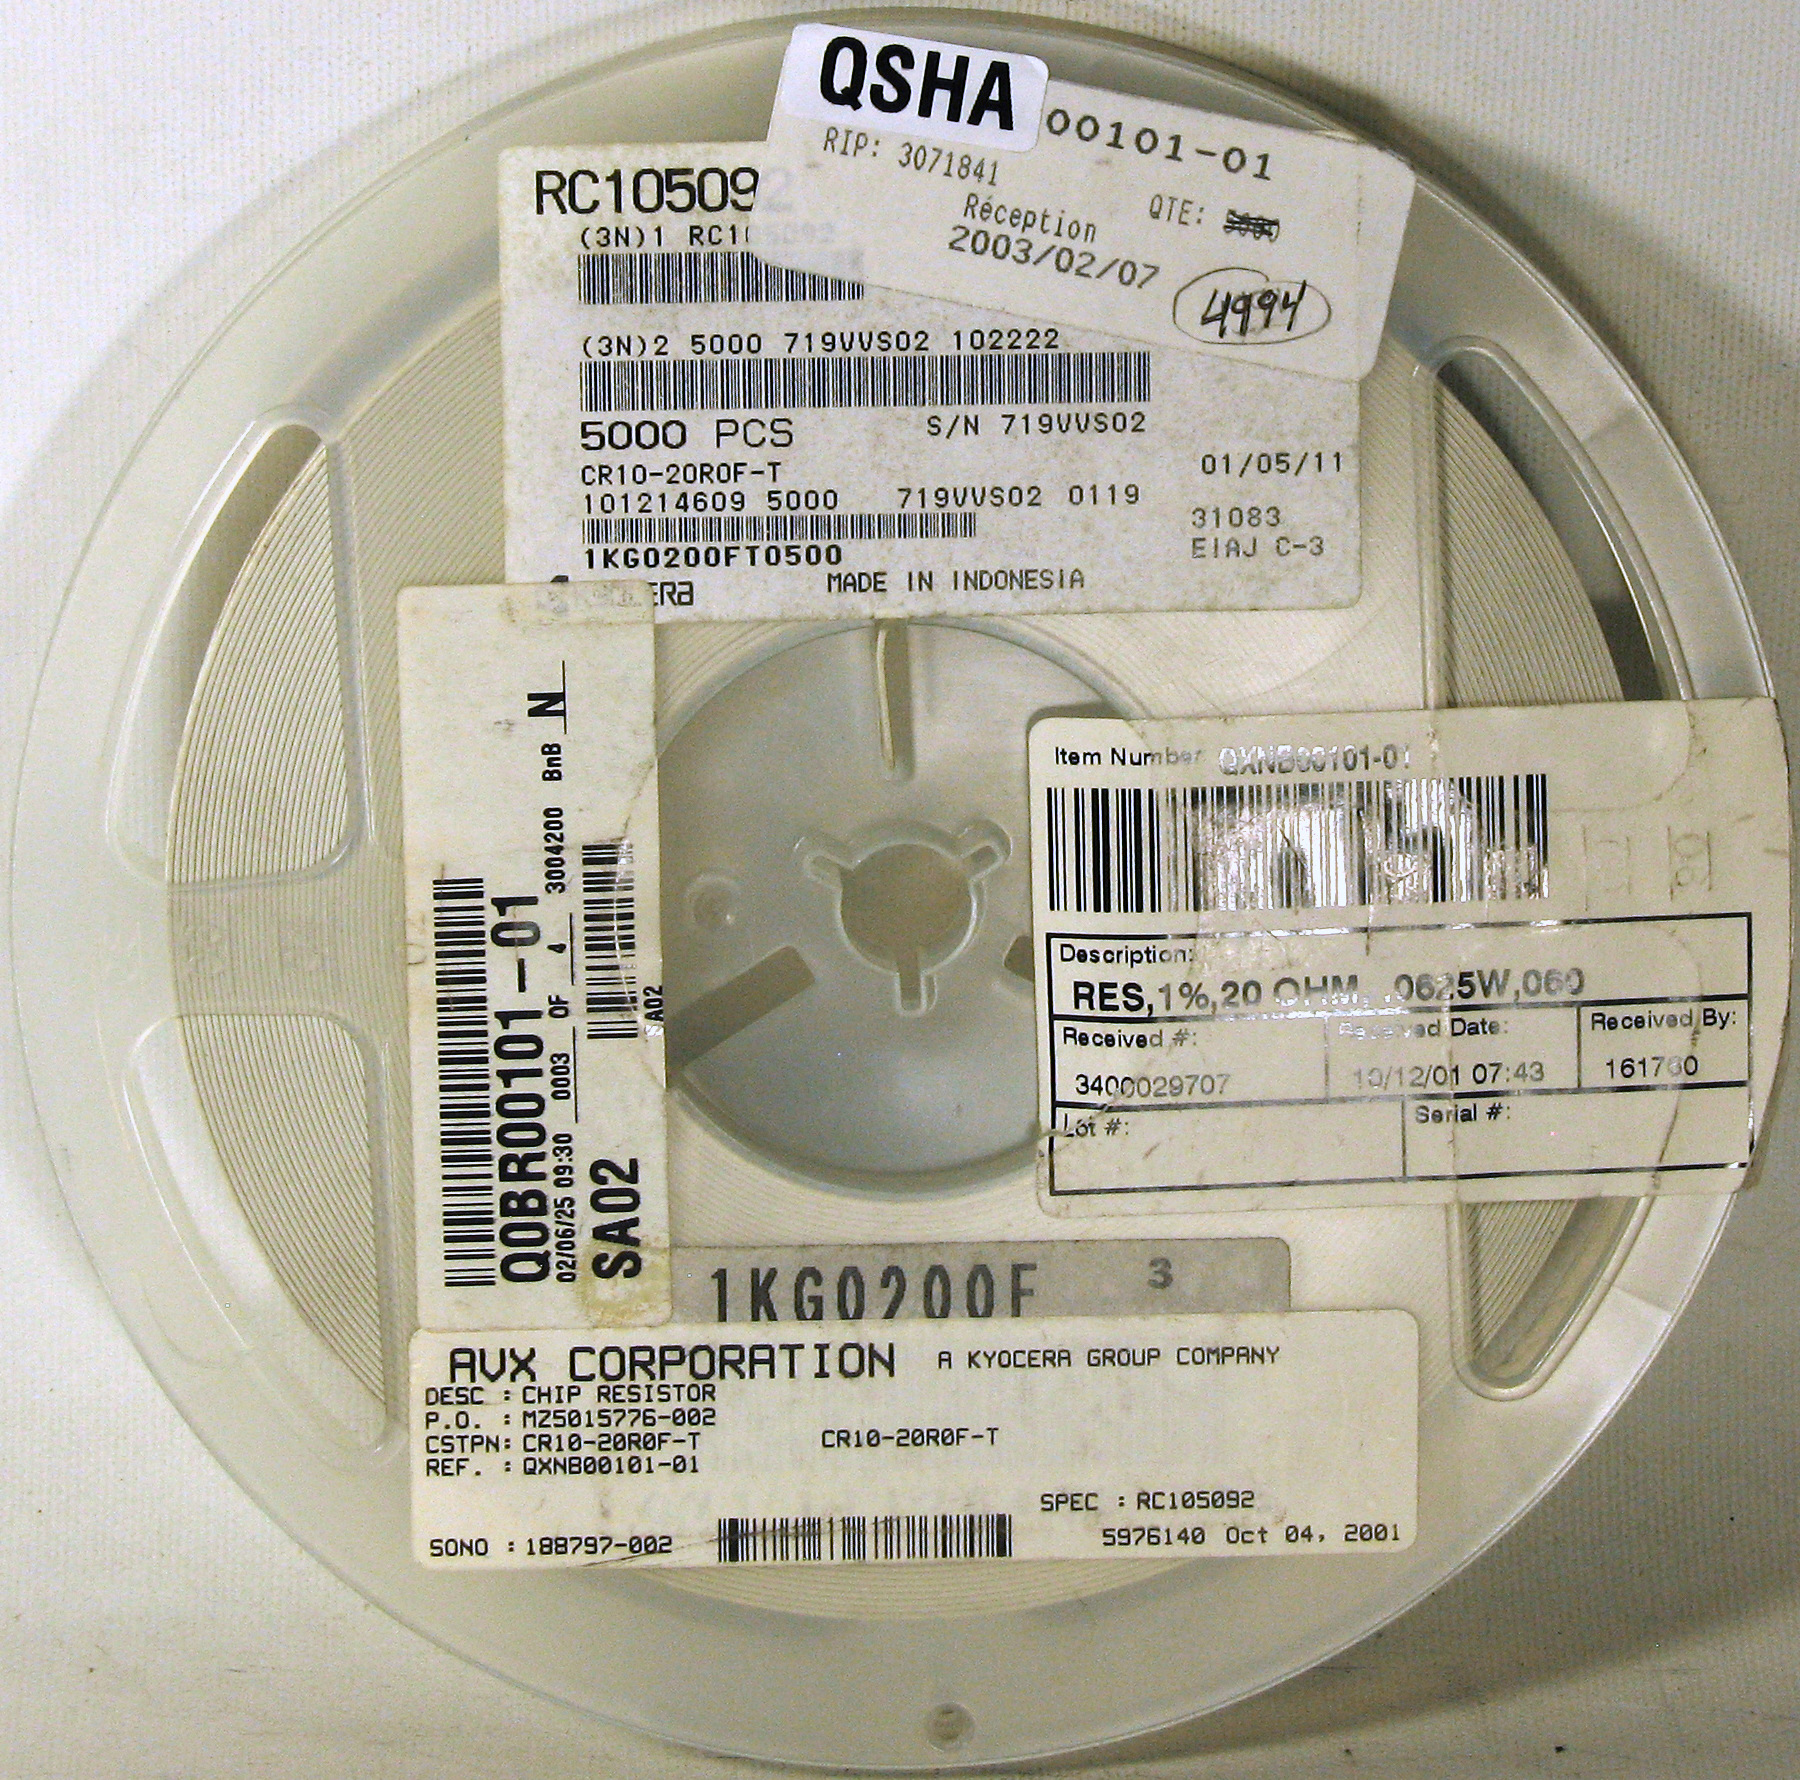 QSHA 00101-01
RIP: 3071841
QTE:
Réception
2003/02/07
4994
RC10509
(3N)1 RC10
(3N)2 5000 719VVS02 102222
5000 PCS S/N 719VVS02
CR10-20R0F-T 01/05/11
101214609 5000 719VVS02 0119
31083
1KG0200FT0500 EIAJ C-3
MADE IN INDONESIA
Q0BR00101-01
02/06/25 09:30 0003 OF 4 3004200 BnB N
SA02
SA02
Item Number: QXNB00101-01
Description:
RES,1%,20 OHM, .0625W,060
Received #: Received Date: Received By:
3400029707 10/12/01 07:43 161760
Lot #: Serial #:
1KG0200F 3
AVX CORPORATION A KYOCERA GROUP COMPANY
DESC : CHIP RESISTOR
P.O. : MZ5015776-002
CSTPN: CR10-20R0F-T CR10-20R0F-T
REF. : QXNB00101-01
SPEC : RC105092
SONO : 188797-002 5976140 Oct 04, 2001